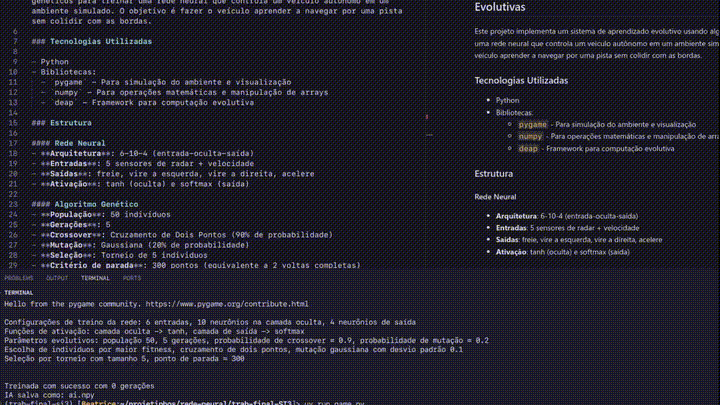 genéticos para treinar uma rede neural que controla um veículo autônomo em um
ambiente simulado. O objetivo é fazer o veículo aprender a navegar por uma pista
sem colidir com as bordas.
6
7 ### Tecnologias Utilizadas
8
9 - Python
10 - Bibliotecas:
11 - `pygame` - Para simulação do ambiente e visualização
12 - `numpy` - Para operações matemáticas e manipulação de arrays
13 - `deap` - Framework para computação evolutiva
14
15 ### Estrutura
16
17 #### Rede Neural
18 - **Arquitetura**: 6-10-4 (entrada-oculta-saída)
19 - **Entradas**: 5 sensores de radar + velocidade
20 - **Saídas**: freie, vire a esquerda, vire a direita, acelere
21 - **Ativação**: tanh (oculta) e softmax (saída)
22
23 #### Algoritmo Genético
24 - **População**: 50 indivíduos
25 - **Gerações**: 5
26 - **Crossover**: Cruzamento de Dois Pontos (90% de probabilidade)
27 - **Mutação**: Gaussiana (20% de probabilidade)
28 - **Seleção**: Torneio de 5 indivíduos
29 - **Critério de parada**: 300 pontos (equivalente a 2 voltas completas)
Evolutivas
Este projeto implementa um sistema de aprendizado evolutivo usando alg
uma rede neural que controla um veículo autônomo em um ambiente sim
veículo aprender a navegar por uma pista sem colidir com as bordas.
Tecnologias Utilizadas
Python
Bibliotecas:
pygame - Para simulação do ambiente e visualização
numpy - Para operações matemáticas e manipulação de arra
deap - Framework para computação evolutiva
Estrutura
Rede Neural
Arquitetura: 6-10-4 (entrada-oculta-saída)
Entradas: 5 sensores de radar + velocidade
Saídas: freie, vire a esquerda, vire a direita, acelere
Ativação: tanh (oculta) e softmax (saída)
PROBLEMS OUTPUT TERMINAL PORTS
TERMINAL
Hello from the pygame community. https://www.pygame.org/contribute.html
Configurações de treino da rede: 6 entradas, 10 neurônios na camada oculta, 4 neurônios de saída
Funções de ativação: camada oculta -> tanh, camada de saída -> softmax
Parâmetros evolutivos: população 50, 5 gerações, probabilidade de crossover = 0.9, probabilidade de mutação = 0.2
Escolha de indivíduos por maior fitness, cruzamento de dois pontos, mutação gaussiana com desvio padrão 0.1
Seleção por torneio com tamanho 5, ponto de parada = 300
Treinada com sucesso com 0 gerações
IA salva como: ai.npy
(trab-final-si3) [Beatrice:~/projetinhos/rede-neural/trab-final-SI3]> uv run game.py